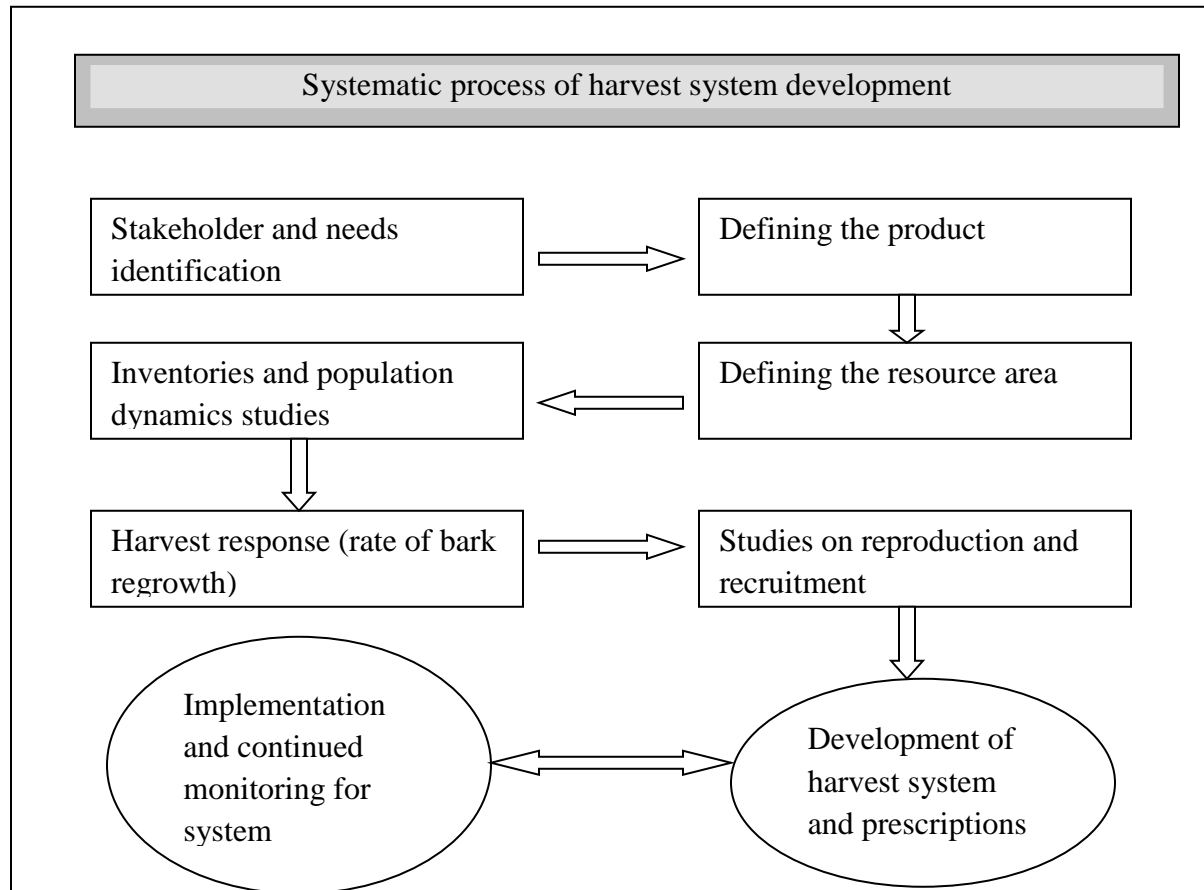 Systematic process of harvest system development
Stakeholder and needs
identification
Defining the product
Inventories and population
dynamics studies
Defining the resource area
Harvest response (rate of bark
regrowth)
Studies on reproduction and
recruitment
Implementation
and continued
monitoring for
system
Development of
harvest system
and prescriptions